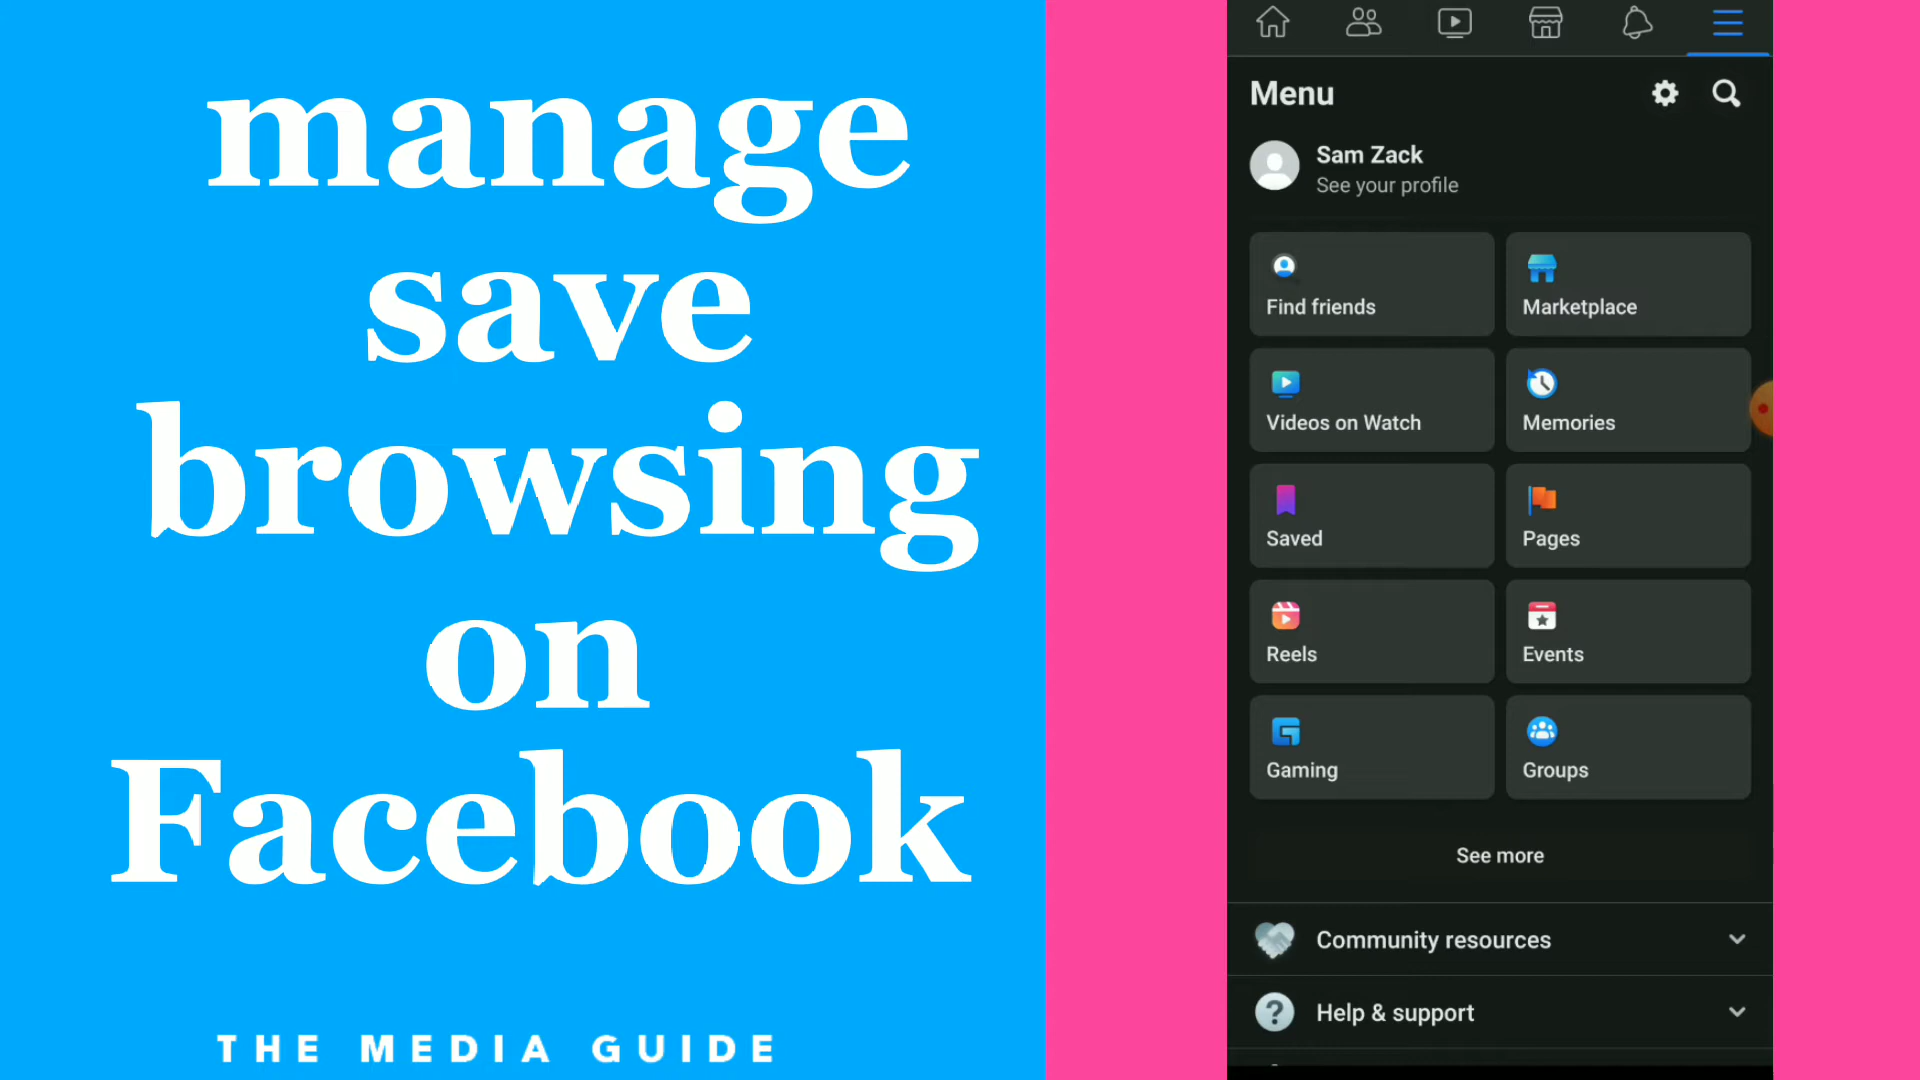 manage
save
browsing
on
Facebook
THE MEDIA GUIDE
Menu
Sam Zack
See your profile
Find friends
Marketplace
Videos on Watch
Memories
Saved
Pages
Reels
Events
Gaming
Groups
See more
Community resources
Help & support